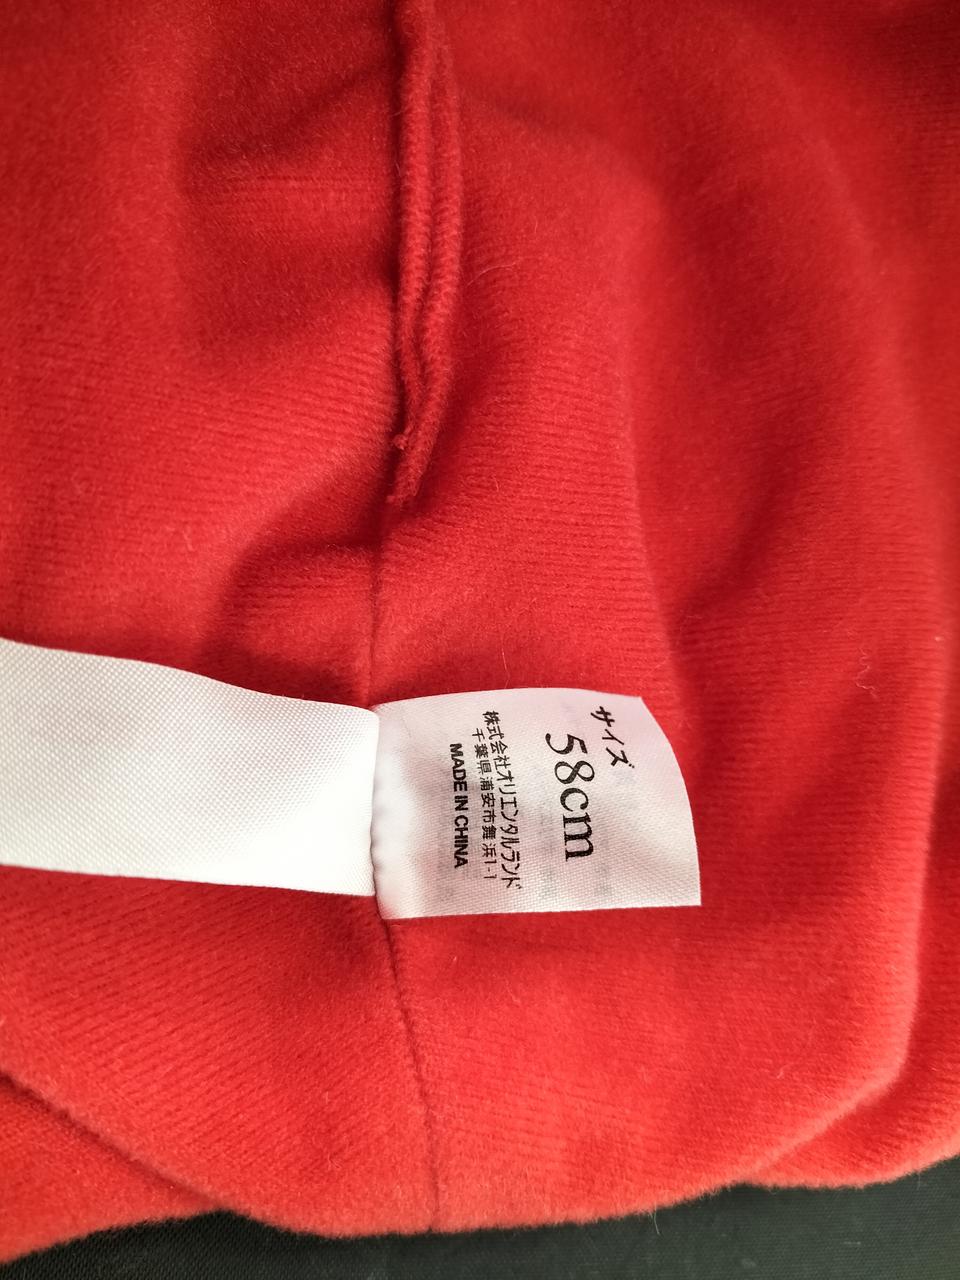 サイズ
58cm
株式会社オリエンタルランド
千葉県浦安市舞浜1-1
MADE IN CHINA